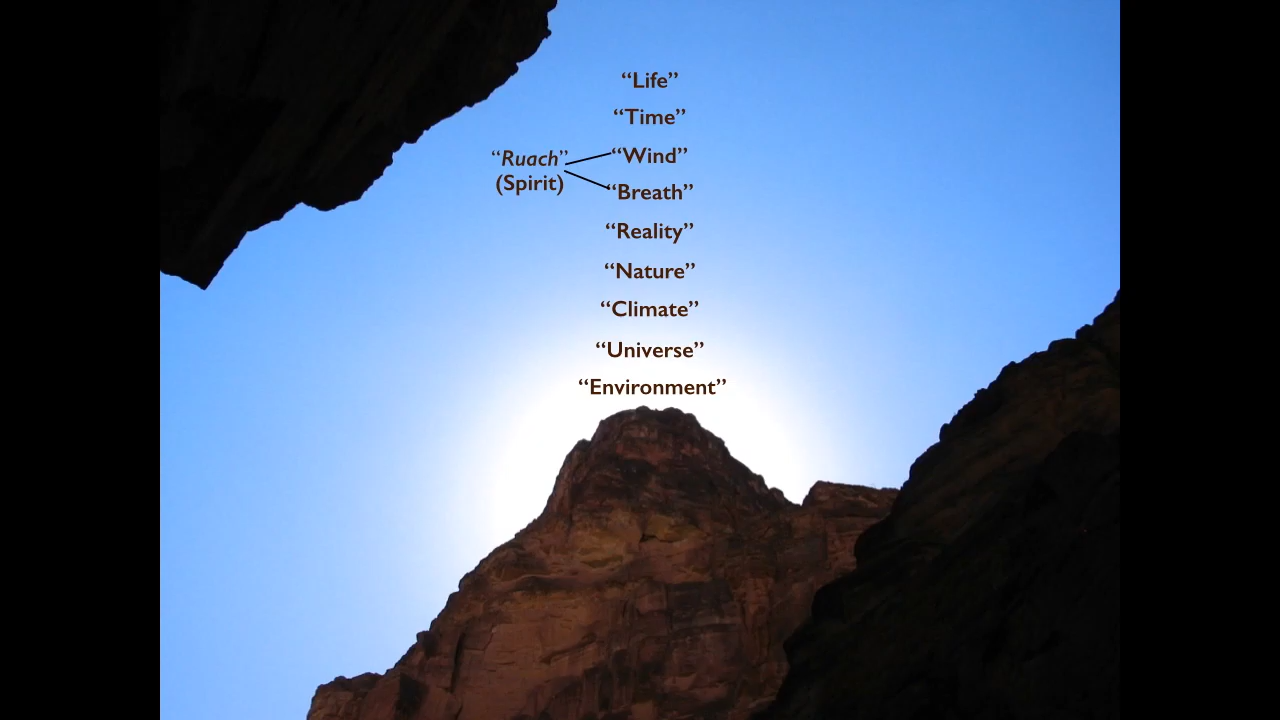 “Life”
“Time”
“Ruach”
(Spirit)
“Wind”
“Breath”
“Reality”
“Nature”
“Climate”
“Universe”
“Environment”